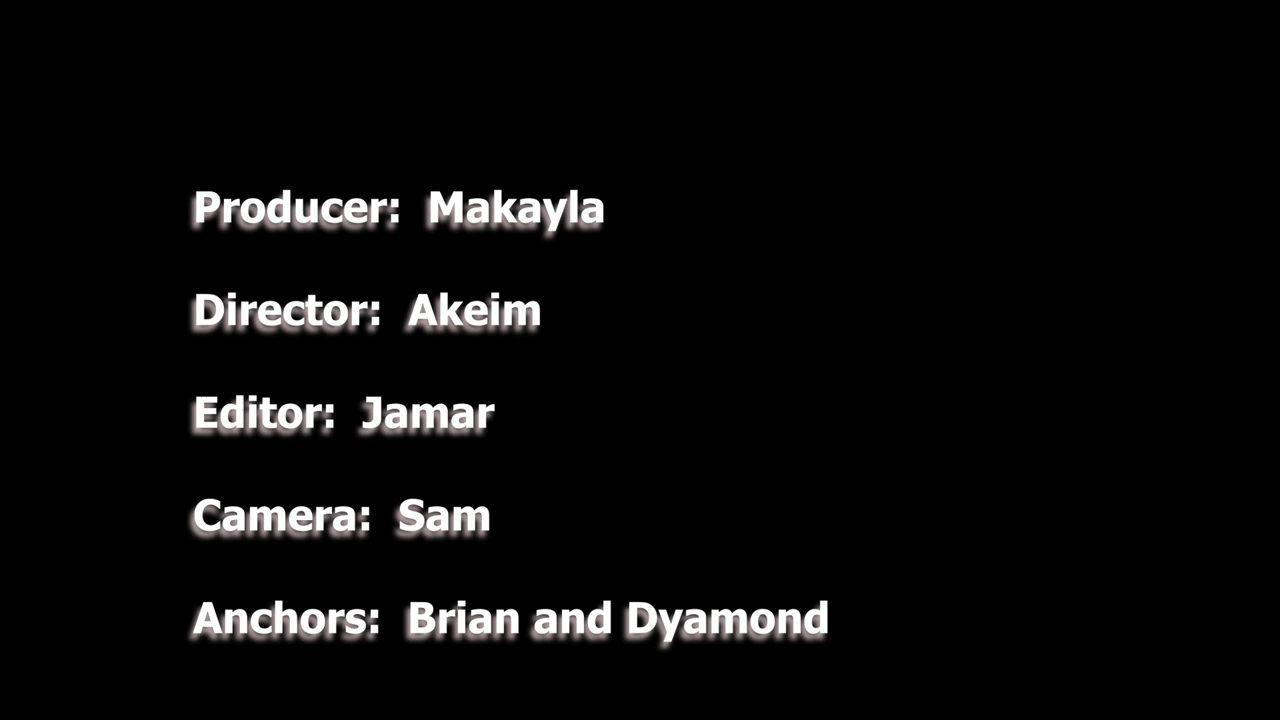 Producer:  Makayla
Director:  Akeim
Editor:  Jamar
Camera:  Sam
Anchors:  Brian and Dyamond